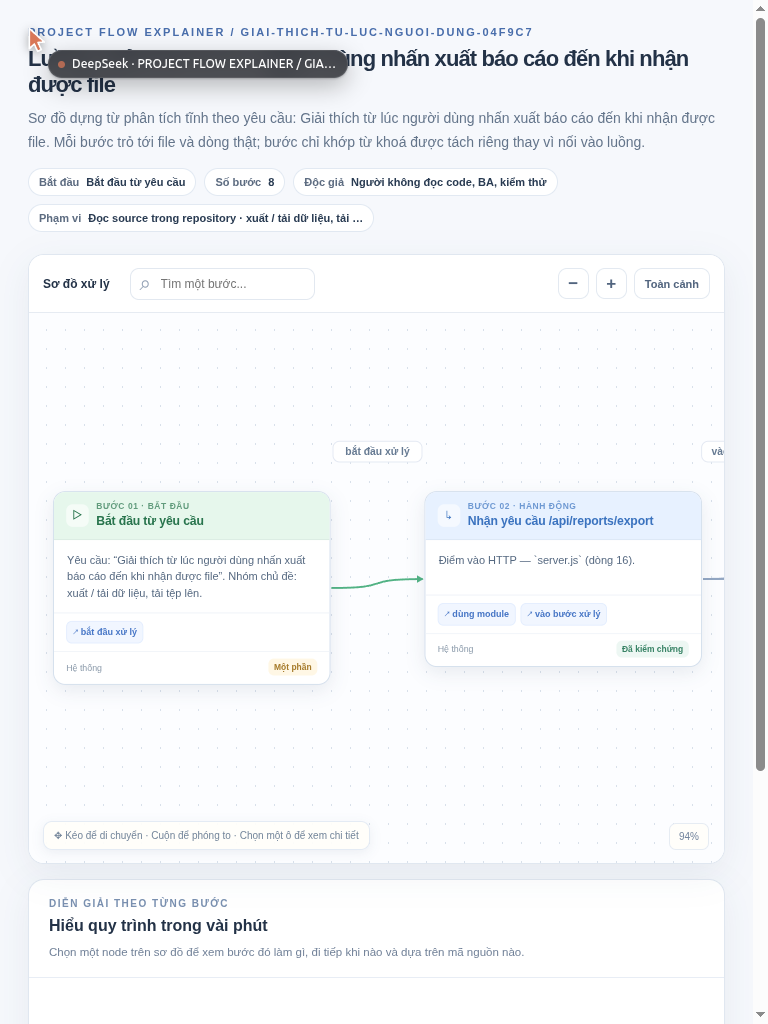 PROJECT FLOW EXPLAINER / GIAI-THICH-TU-LUC-NGUOI-DUNG-04F9C7
DeepSeek · PROJECT FLOW EXPLAINER / GIA…
nhấn xuất báo cáo đến khi nhận
được file
Sơ đồ dựng từ phân tích tĩnh theo yêu cầu: Giải thích từ lúc người dùng nhấn xuất báo cáo đến khi nhận được
file. Mỗi bước trỏ tới file và dòng thật; bước chỉ khớp từ khoá được tách riêng thay vì nối vào luồng.
Bắt đầu Bắt đầu từ yêu cầu
Số bước 8
Độc giả Người không đọc code, BA, kiểm thử
Phạm vi Đọc source trong repository · xuất / tải dữ liệu, tải …
Sơ đồ xử lý
Tìm một bước...
− + Toàn cảnh
bắt đầu xử lý
BƯỚC 01 · BẮT ĐẦU
Bắt đầu từ yêu cầu
Yêu cầu: “Giải thích từ lúc người dùng nhấn xuất
báo cáo đến khi nhận được file”. Nhóm chủ đề:
xuất / tải dữ liệu, tải tệp lên.
↗ bắt đầu xử lý
Hệ thống
Một phần
BƯỚC 02 · HÀNH ĐỘNG
Nhận yêu cầu /api/reports/export
Điểm vào HTTP — `server.js` (dòng 16).
↗ dùng module
↗ vào bước xử lý
Hệ thống
Đã kiểm chứng
✥ Kéo để di chuyển · Cuộn để phóng to · Chọn một ô để xem chi tiết
94%
DIỄN GIẢI THEO TỪNG BƯỚC
Hiểu quy trình trong vài phút
Chọn một node trên sơ đồ để xem bước đó làm gì, đi tiếp khi nào và dựa trên mã nguồn nào.